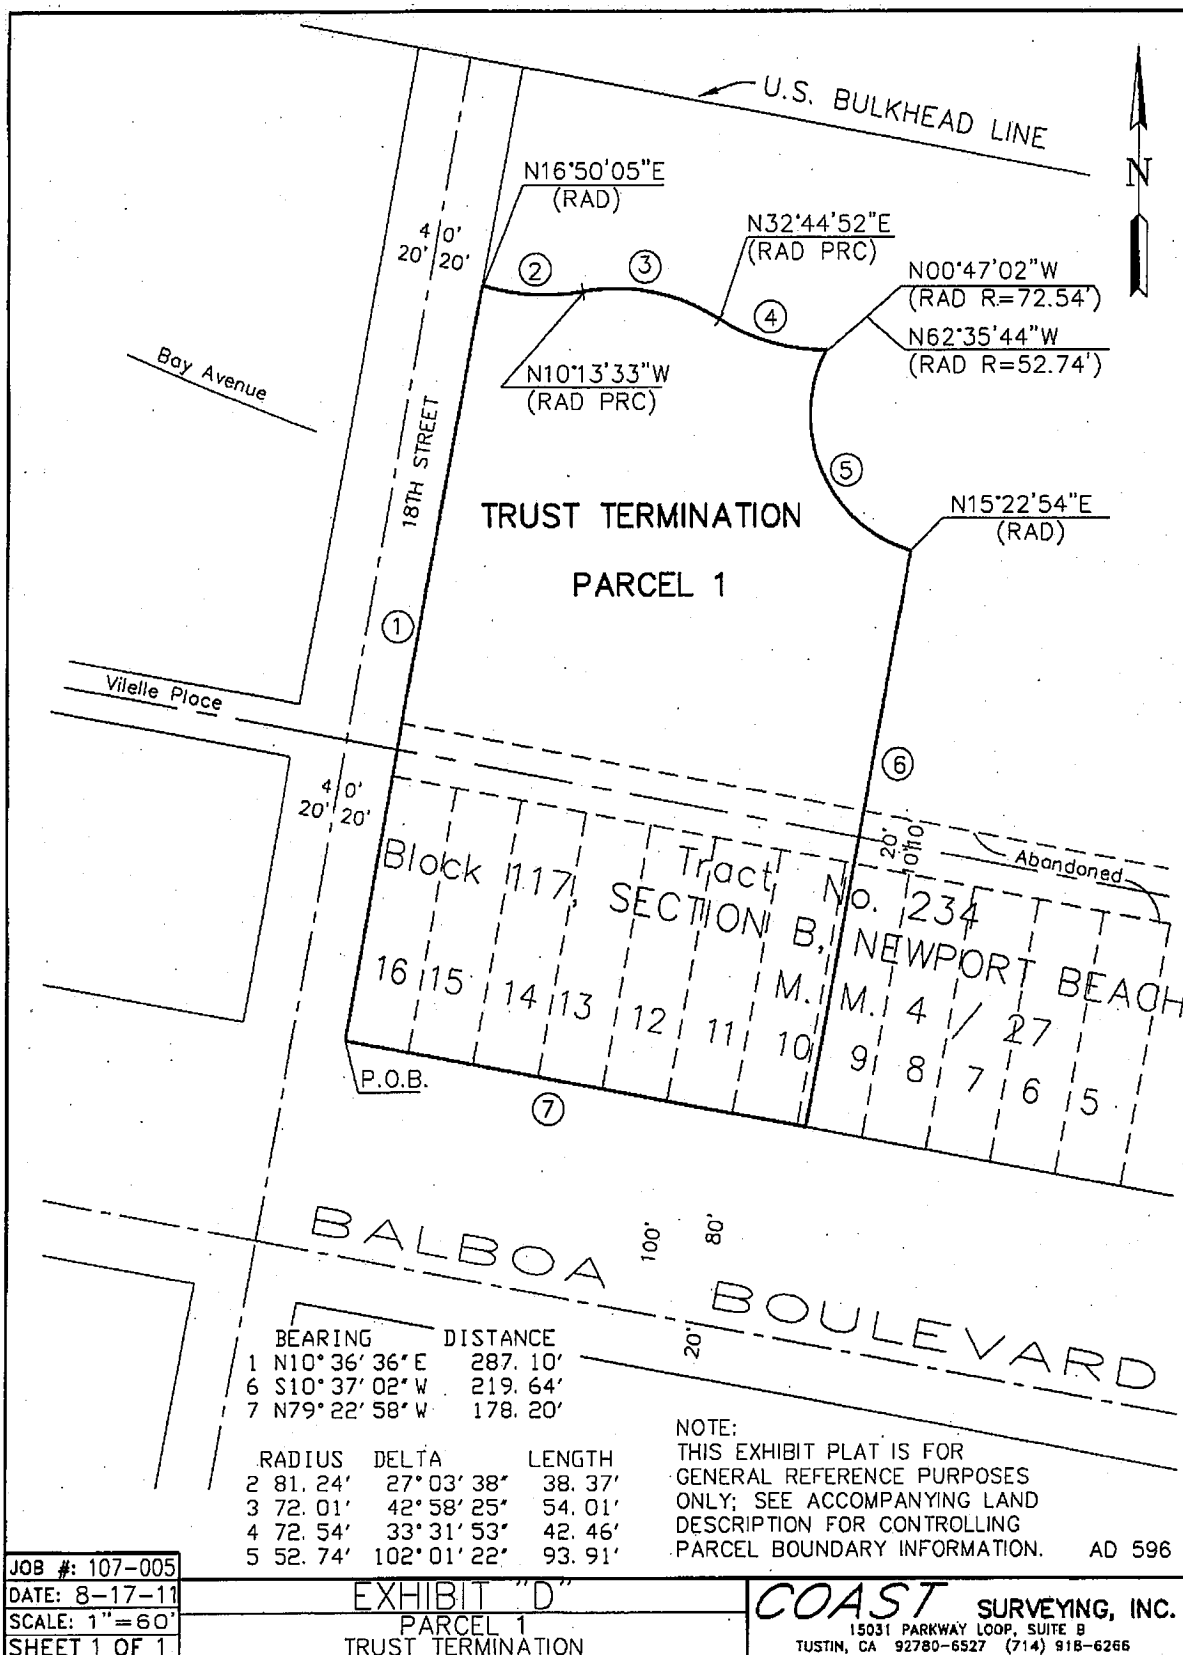 U.S. BULKHEAD LINE
N
N16°50'05"E
(RAD)
N32°44'52"E
(RAD PRC)
4 0'
20' 20'
2
3
4
N00°47'02"W
(RAD R=72.54')
N62°35'44"W
(RAD R=52.74')
Bay Avenue
N10°13'33"W
(RAD PRC)
18TH STREET
5
N15°22'54"E
(RAD)
TRUST TERMINATION
PARCEL 1
1
Vilelle Place
6
4 0'
20' 20'
20'
10' 10'
Abandoned
Block 117, Tract No. 234
SECTION B, NEWPORT BEACH
M. M. 4 / 27
16 15 14 13 12 11 10 9 8 7 6 5
P.O.B.
7
100' 80'
20'
BALBOA BOULEVARD
BEARING DISTANCE
1 N10°36'36"E 287.10'
6 S10°37'02"W 219.64'
7 N79°22'58"W 178.20'
RADIUS DELTA LENGTH
2 81.24' 27°03'38" 38.37'
3 72.01' 42°58'25" 54.01'
4 72.54' 33°31'53" 42.46'
5 52.74' 102°01'22" 93.91'
NOTE:
THIS EXHIBIT PLAT IS FOR
GENERAL REFERENCE PURPOSES
ONLY; SEE ACCOMPANYING LAND
DESCRIPTION FOR CONTROLLING
PARCEL BOUNDARY INFORMATION. AD 596
JOB #: 107-005
DATE: 8-17-11
SCALE: 1"=60'
SHEET 1 OF 1
EXHIBIT "D"
PARCEL 1
TRUST TERMINATION
COAST SURVEYING, INC.
15031 PARKWAY LOOP, SUITE B
TUSTIN, CA 92780-6527 (714) 918-6266